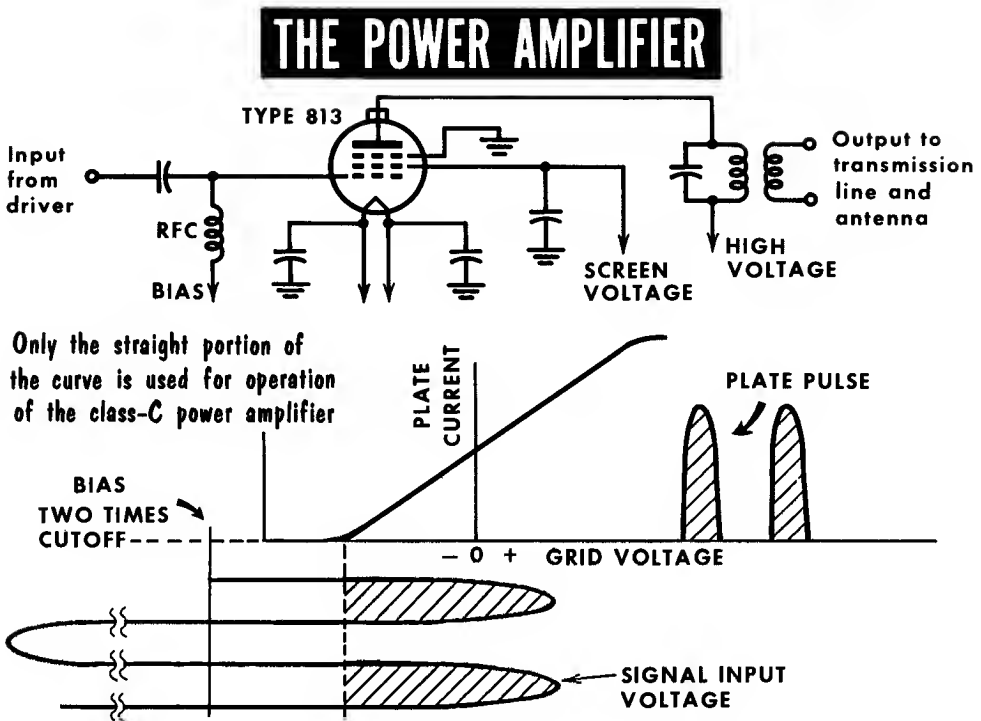 THE POWER AMPLIFIER
TYPE 813
Input
from
driver
RFC
BIAS
SCREEN
VOLTAGE
HIGH
VOLTAGE
Output to
transmission
line and
antenna
Only the straight portion of
the curve is used for operation
of the class-C power amplifier
PLATE
CURRENT
PLATE PULSE
BIAS
TWO TIMES
CUTOFF
– 0 + GRID VOLTAGE
SIGNAL INPUT
VOLTAGE